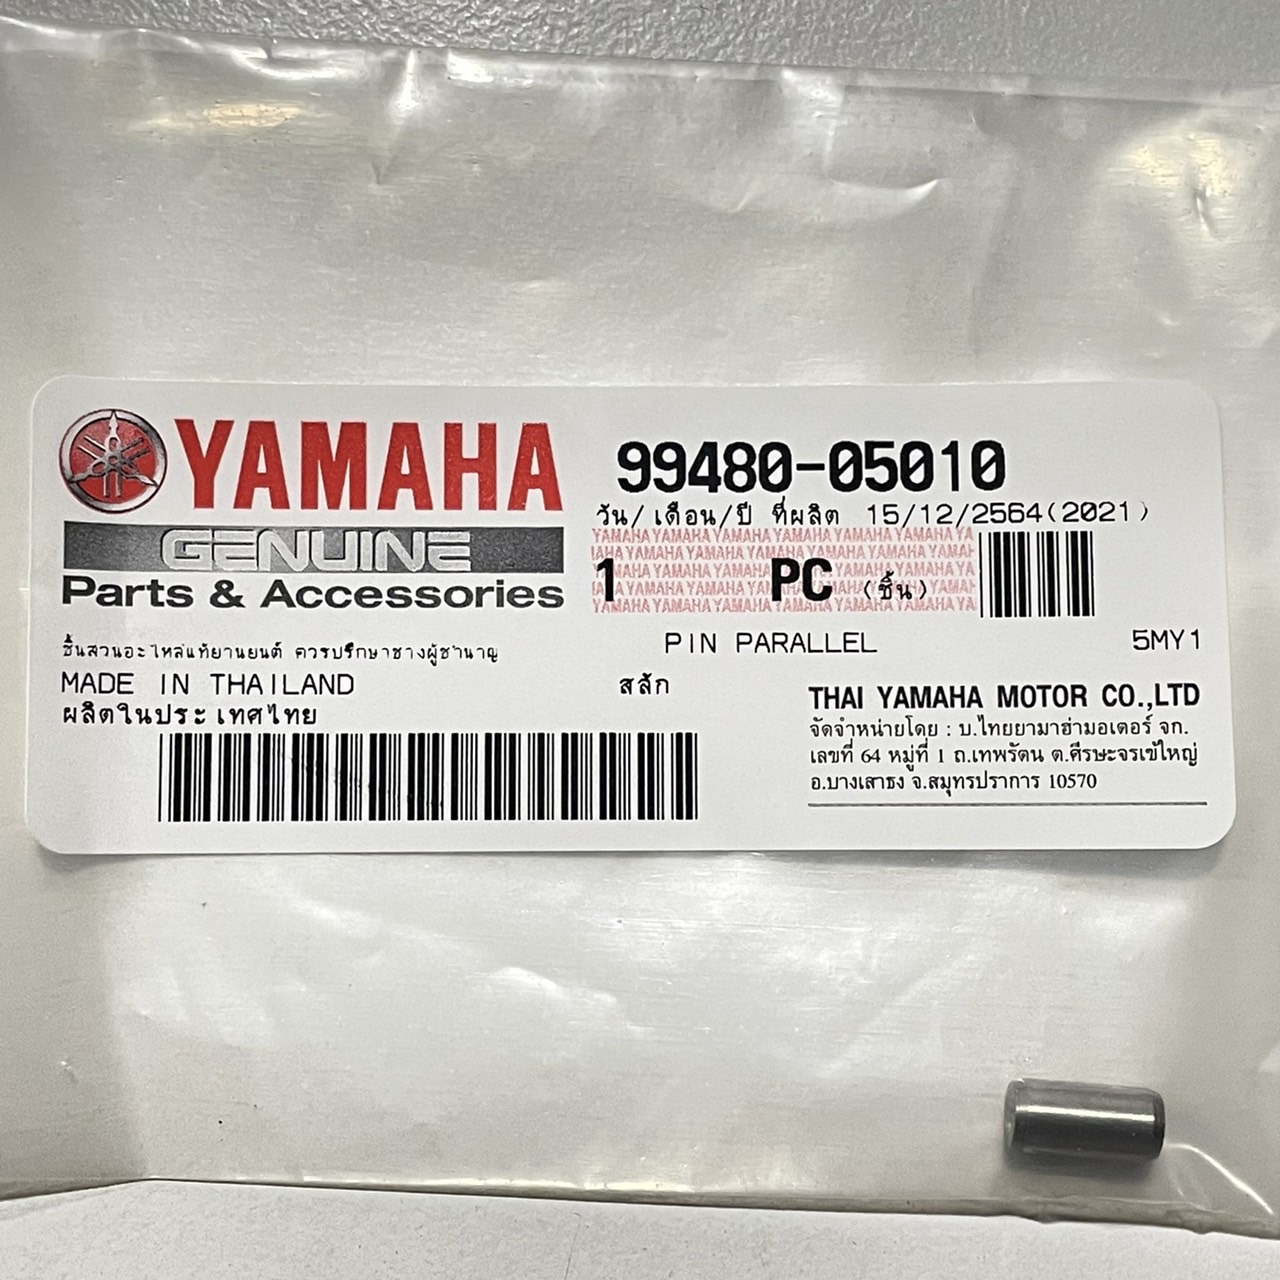 YAMAHA
GENUINE
Parts & Accessories
99480-05010
วัน/เดือน/ปี ที่ผลิต 15/12/2564(2021)
1 PC (ชิ้น)
PIN PARALLEL 5MY1
ชิ้นส่วนอะไหล่แท้ยานยนต์ ควรปรึกษาช่างผู้ชำนาญ
MADE IN THAILAND
สลัก
ผลิตในประเทศไทย
THAI YAMAHA MOTOR CO.,LTD
จัดจำหน่ายโดย : บ.ไทยยามาฮ่ามอเตอร์ จก.
เลขที่ 64 หมู่ที่ 1 ถ.เทพรัตน ต.ศีรษะจรเข้ใหญ่
อ.บางเสาธง จ.สมุทรปราการ 10570